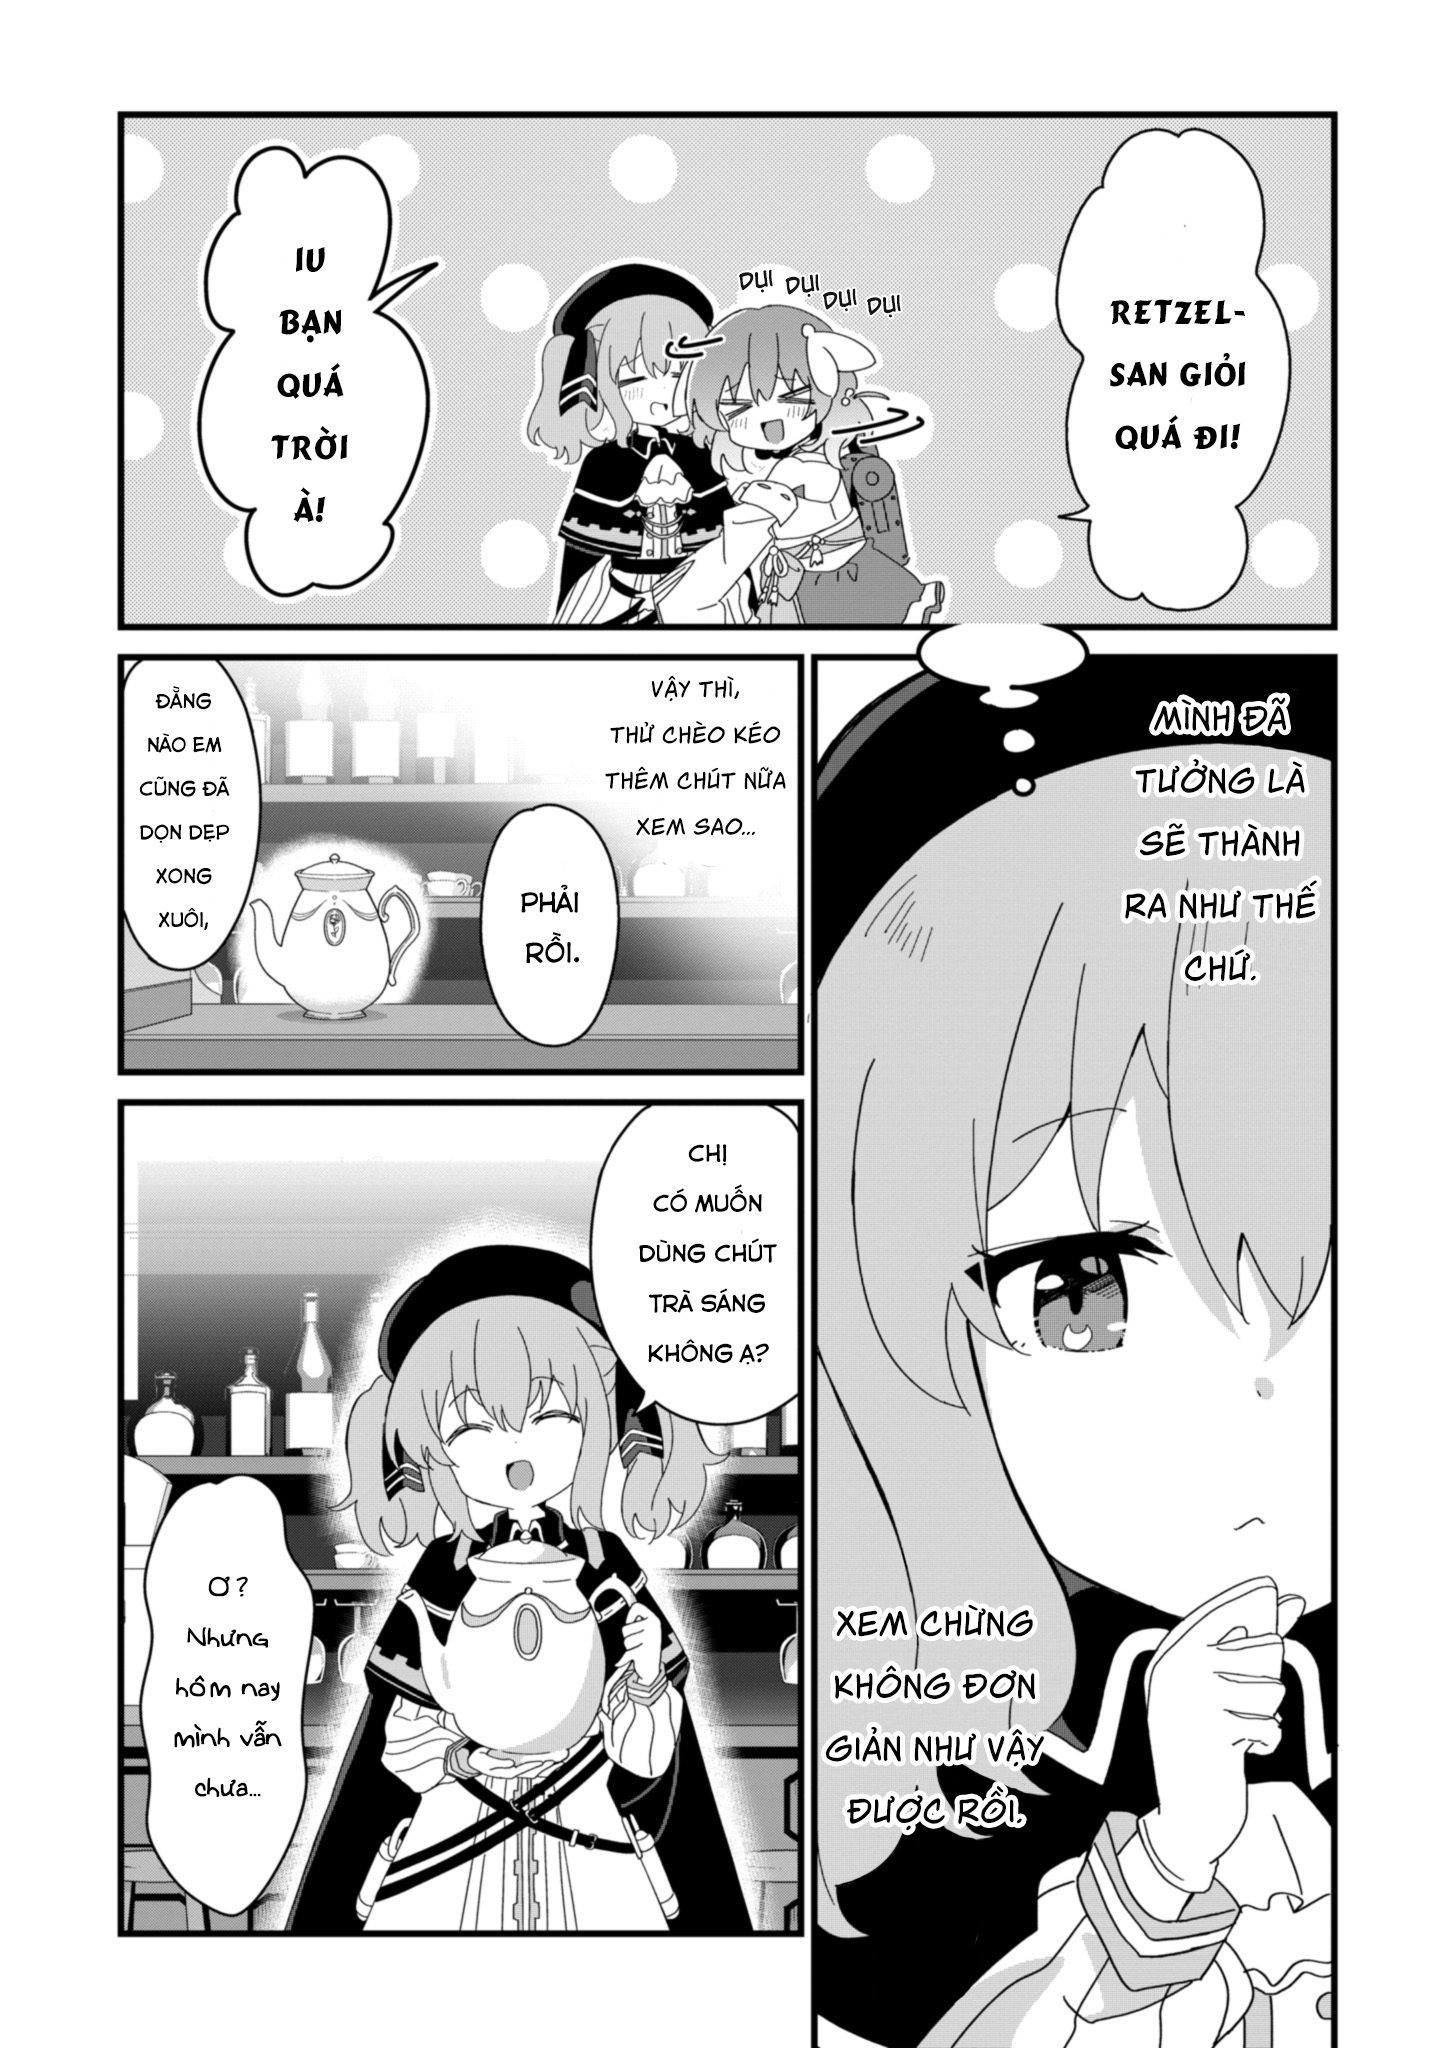 RETZEL-
SAN GIỎI
QUÁ ĐI!
DỤI
DỤI
DỤI
DỤI
IU
BẠN
QUÁ
TRỜI
À!
MÌNH ĐÃ
TƯỞNG LÀ
SẼ THÀNH
RA NHƯ THẾ
CHỨ.
XEM CHỪNG
KHÔNG ĐƠN
GIẢN NHƯ VẬY
ĐƯỢC RỒI.
VẬY THÌ,
THỬ CHÈO KÉO
THÊM CHÚT NỮA
XEM SAO...
PHẢI
RỒI.
ĐẰNG
NÀO EM
CŨNG ĐÃ
DỌN DẸP
XONG
XUÔI,
CHỊ
CÓ MUỐN
DÙNG CHÚT
TRÀ SÁNG
KHÔNG Ạ?
Ơ?
Nhưng
hôm nay
mình vẫn
chưa...